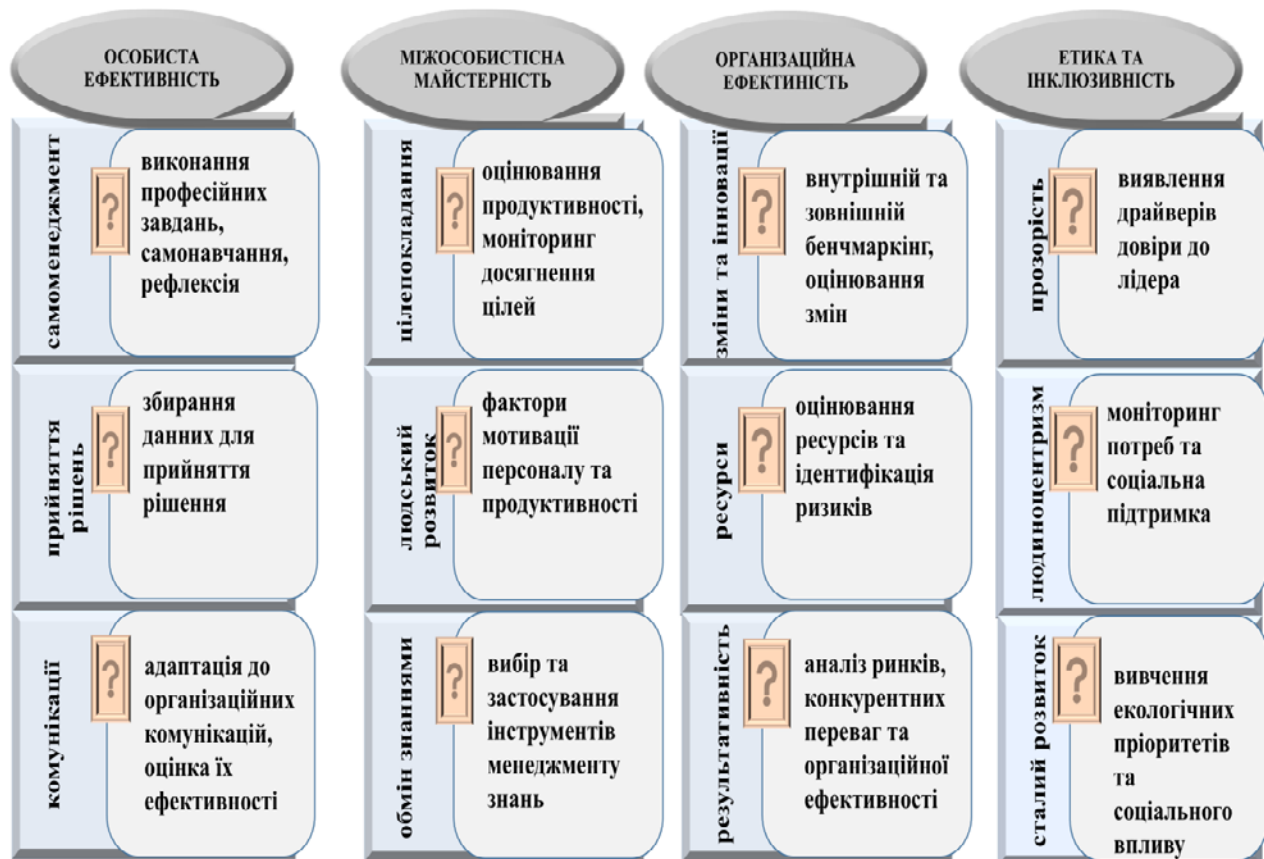 ОСОБИСТА
ЕФЕКТИВНІСТЬ
самоменеджмент
?
виконання
професійних
завдань,
самонавчання,
рефлексія
прийняття
рішень
?
збирання
данних для
прийняття
рішення
комунікації
?
адаптація до
організаційних
комунікацій,
оцінка їх
ефективності
МІЖОСОБИСТІСНА
МАЙСТЕРНІСТЬ
цілепокладання
?
оцінювання
продуктивності,
моніторинг
досягнення
цілей
людський
розвиток
?
фактори
мотивації
персоналу та
продуктивності
обмін знаннями
?
вибір та
застосування
інструментів
менеджменту
знань
ОРГАНІЗАЦІЙНА
ЕФЕКТИНІСТЬ
зміни та інновації
?
внутрішній та
зовнішній
бенчмаркінг,
оцінювання
змін
ресурси
?
оцінювання
ресурсів та
ідентифікація
ризиків
результативність
?
аналіз ринків,
конкурентних
переваг та
організаційної
ефективності
ЕТИКА ТА
ІНКЛЮЗИВНІСТЬ
прозорість
?
виявлення
драйверів
довіри до
лідера
людиноцентризм
?
моніторинг
потреб та
соціальна
підтримка
сталий розвиток
?
вивчення
екологічних
пріоритетів
та
соціального
впливу